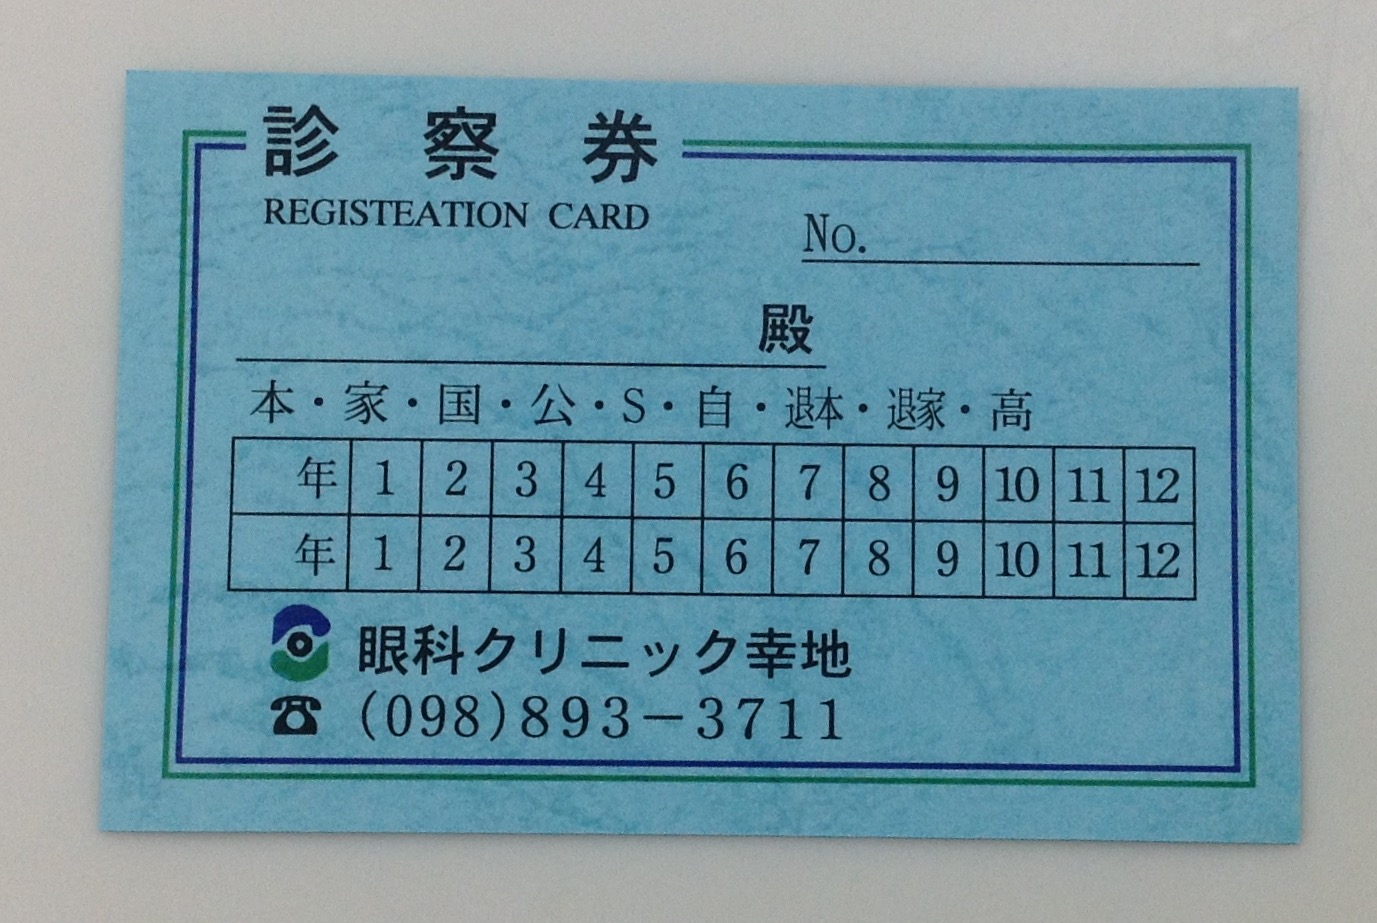 診察券
REGISTEATION CARD
No.
殿
本・家・国・公・S・自・退本・退家・高
年 1 2 3 4 5 6 7 8 9 10 11 12
年 1 2 3 4 5 6 7 8 9 10 11 12
眼科クリニック幸地
☎ (098)893－3711